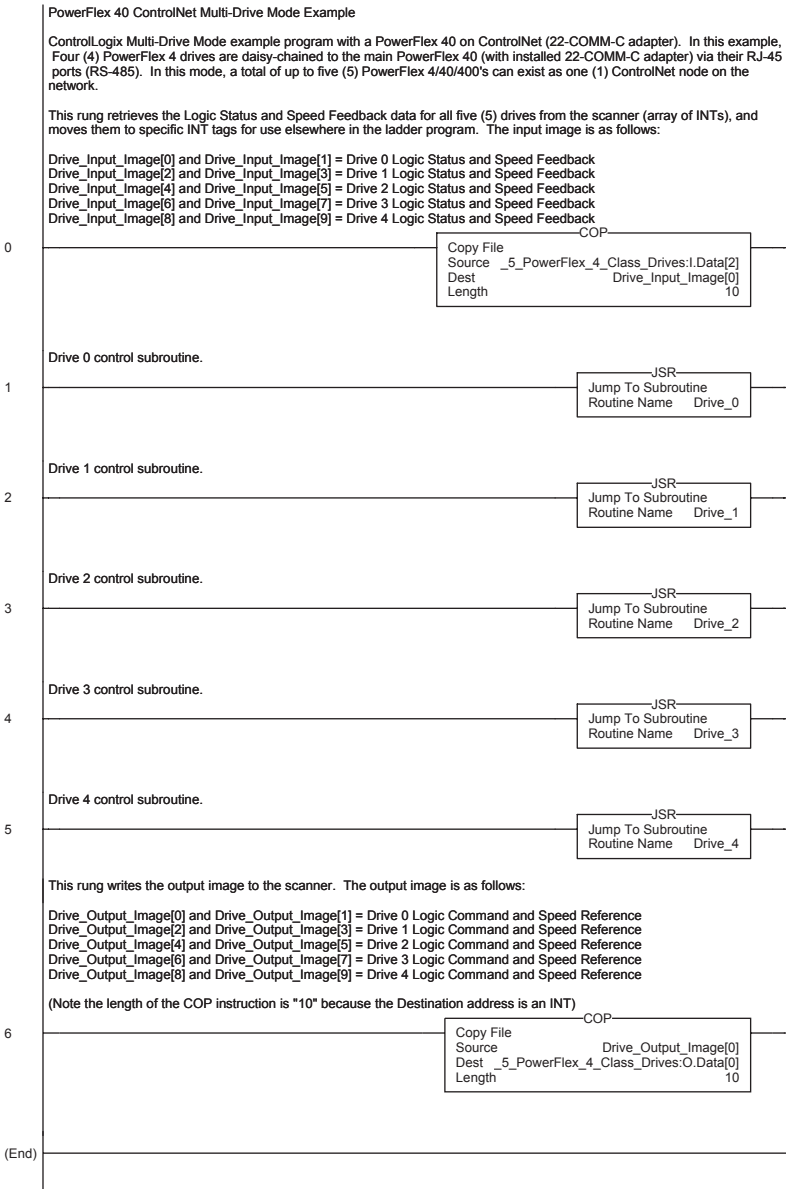 PowerFlex 40 ControlNet Multi-Drive Mode Example
ControlLogix Multi-Drive Mode example program with a PowerFlex 40 on ControlNet (22-COMM-C adapter). In this example,
Four (4) PowerFlex 4 drives are daisy-chained to the main PowerFlex 40 (with installed 22-COMM-C adapter) via their RJ-45
ports (RS-485). In this mode, a total of up to five (5) PowerFlex 4/40/400's can exist as one (1) ControlNet node on the
network.
This rung retrieves the Logic Status and Speed Feedback data for all five (5) drives from the scanner (array of INTs), and
moves them to specific INT tags for use elsewhere in the ladder program. The input image is as follows:
Drive_Input_Image[0] and Drive_Input_Image[1] = Drive 0 Logic Status and Speed Feedback
Drive_Input_Image[2] and Drive_Input_Image[3] = Drive 1 Logic Status and Speed Feedback
Drive_Input_Image[4] and Drive_Input_Image[5] = Drive 2 Logic Status and Speed Feedback
Drive_Input_Image[6] and Drive_Input_Image[7] = Drive 3 Logic Status and Speed Feedback
Drive_Input_Image[8] and Drive_Input_Image[9] = Drive 4 Logic Status and Speed Feedback
COP
0
Copy File
Source _5_PowerFlex_4_Class_Drives:I.Data[2]
Dest Drive_Input_Image[0]
Length 10
Drive 0 control subroutine.
JSR
1
Jump To Subroutine
Routine Name Drive_0
Drive 1 control subroutine.
JSR
2
Jump To Subroutine
Routine Name Drive_1
Drive 2 control subroutine.
JSR
3
Jump To Subroutine
Routine Name Drive_2
Drive 3 control subroutine.
JSR
4
Jump To Subroutine
Routine Name Drive_3
Drive 4 control subroutine.
JSR
5
Jump To Subroutine
Routine Name Drive_4
This rung writes the output image to the scanner. The output image is as follows:
Drive_Output_Image[0] and Drive_Output_Image[1] = Drive 0 Logic Command and Speed Reference
Drive_Output_Image[2] and Drive_Output_Image[3] = Drive 1 Logic Command and Speed Reference
Drive_Output_Image[4] and Drive_Output_Image[5] = Drive 2 Logic Command and Speed Reference
Drive_Output_Image[6] and Drive_Output_Image[7] = Drive 3 Logic Command and Speed Reference
Drive_Output_Image[8] and Drive_Output_Image[9] = Drive 4 Logic Command and Speed Reference
(Note the length of the COP instruction is "10" because the Destination address is an INT)
COP
6
Copy File
Source Drive_Output_Image[0]
Dest _5_PowerFlex_4_Class_Drives:O.Data[0]
Length 10
(End)